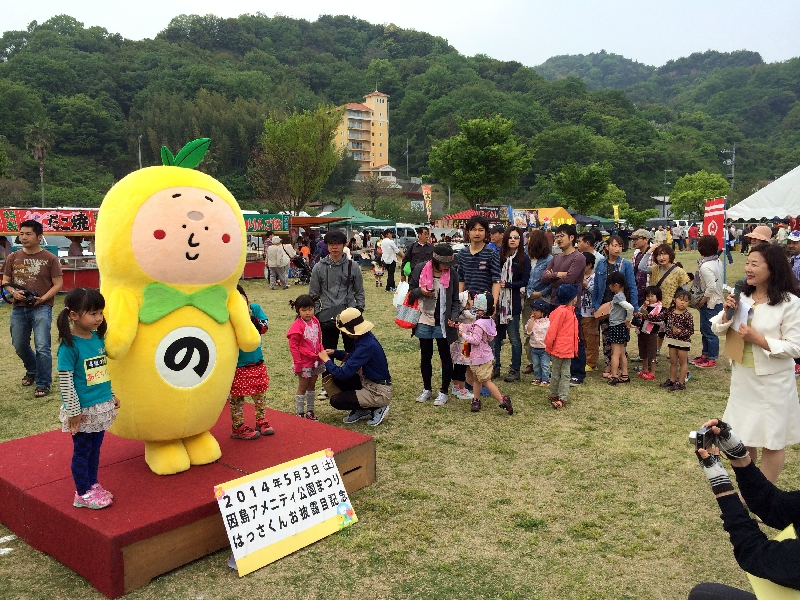 たこ焼
の
2014年5月3日(土)
因島アメニティ公園まつり
はっさくんお披露目記念